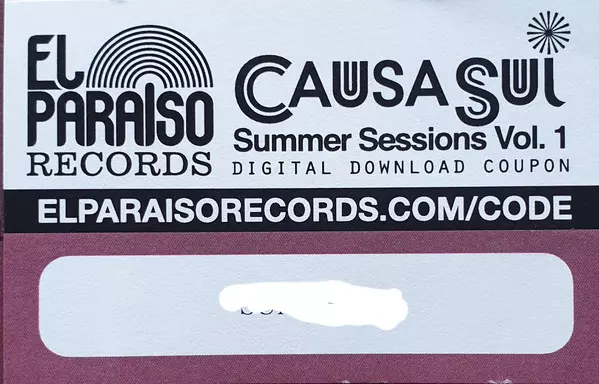 EL PARAISO RECORDS
CAUSA SUI
Summer Sessions Vol. 1
DIGITAL DOWNLOAD COUPON
ELPARAISORECORDS.COM/CODE